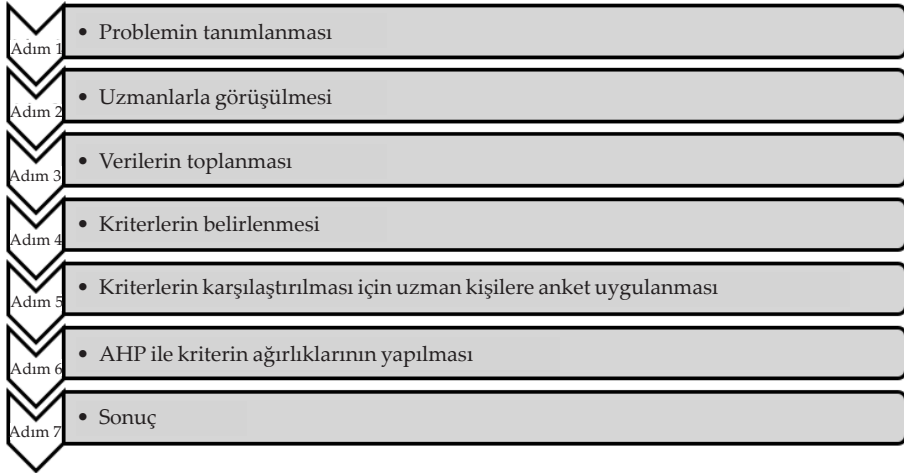 Adım 1
• Problemin tanımlanması
Adım 2
• Uzmanlarla görüşülmesi
Adım 3
• Verilerin toplanması
Adım 4
• Kriterlerin belirlenmesi
Adım 5
• Kriterlerin karşılaştırılması için uzman kişilere anket uygulanması
Adım 6
• AHP ile kriterin ağırlıklarının yapılması
Adım 7
• Sonuç